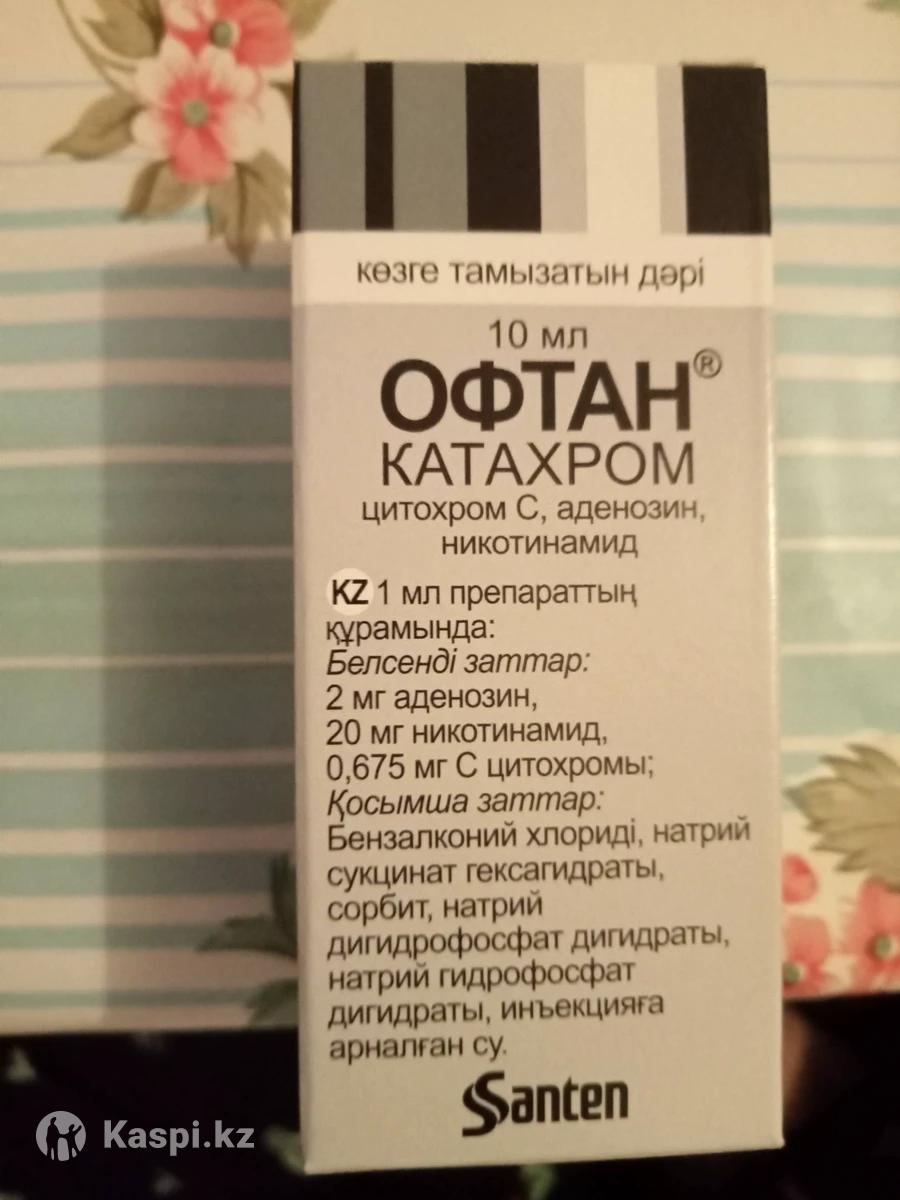 көзге тамызатын дәрі
10 мл
ОФТАН®
КАТАХРОМ
цитохром С, аденозин,
никотинамид
KZ 1 мл препараттың
құрамында:
Белсенді заттар:
2 мг аденозин,
20 мг никотинамид,
0,675 мг С цитохромы;
Қосымша заттар:
Бензалконий хлориді, натрий
сукцинат гексагидраты,
сорбит, натрий
дигидрофосфат дигидраты,
натрий гидрофосфат
дигидраты, инъекцияға
арналған су.
Santen
Kaspi.kz